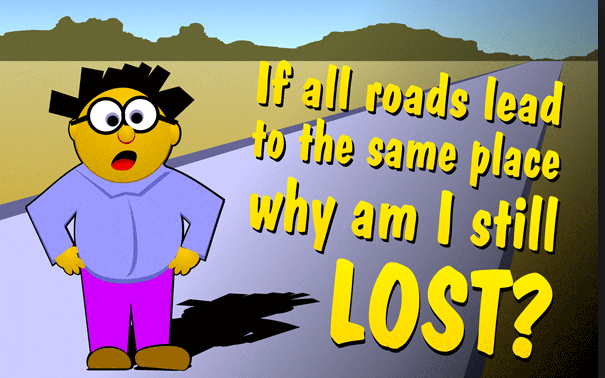 If all roads lead
to the same place
why am I still
LOST?